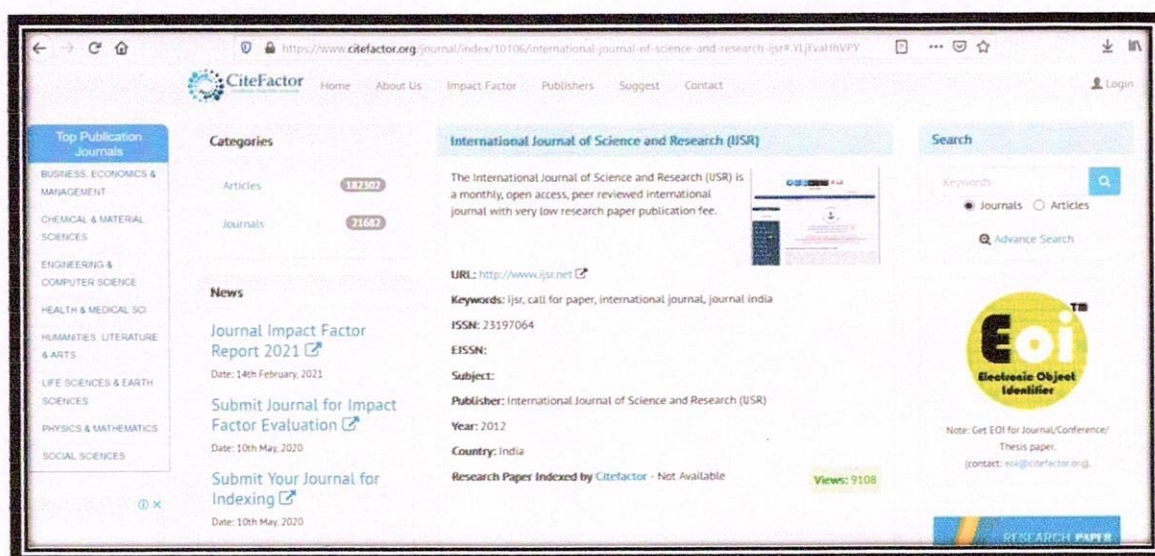 https://www.citefactor.org/journal/index/10106/international-journal-of-science-and-research-ijsr#.YLjFvaHhVPY
CiteFactor
Home
About Us
Impact Factor
Publishers
Suggest
Contact
Login
Top Publication
Journals
BUSINESS, ECONOMICS &
MANAGEMENT
CHEMICAL & MATERIAL
SCIENCES
ENGINEERING &
COMPUTER SCIENCE
HEALTH & MEDICAL SCI
HUMANITIES, LITERATURE
& ARTS
LIFE SCIENCES & EARTH
SCIENCES
PHYSICS & MATHEMATICS
SOCIAL SCIENCES
Categories
Articles 182302
Journals 21682
News
Journal Impact Factor
Report 2021
Date: 14th February, 2021
Submit Journal for Impact
Factor Evaluation
Date: 10th May, 2020
Submit Your Journal for
Indexing
Date: 10th May, 2020
International Journal of Science and Research (IJSR)
The International Journal of Science and Research (IJSR) is
a monthly, open access, peer reviewed international
journal with very low research paper publication fee.
URL: http://www.ijsr.net
Keywords: ijsr, call for paper, international journal, journal india
ISSN: 23197064
EISSN:
Subject:
Publisher: International Journal of Science and Research (IJSR)
Year: 2012
Country: India
Research Paper Indexed by Citefactor - Not Available
Views: 9108
Search
Keywords
Journals Articles
Advance Search
Eoi TM
Electronic Object
Identifier
Note: Get EOI for Journal/Conference/
Thesis paper.
(contact: eoi@citefactor.org).
RESEARCH PAPER